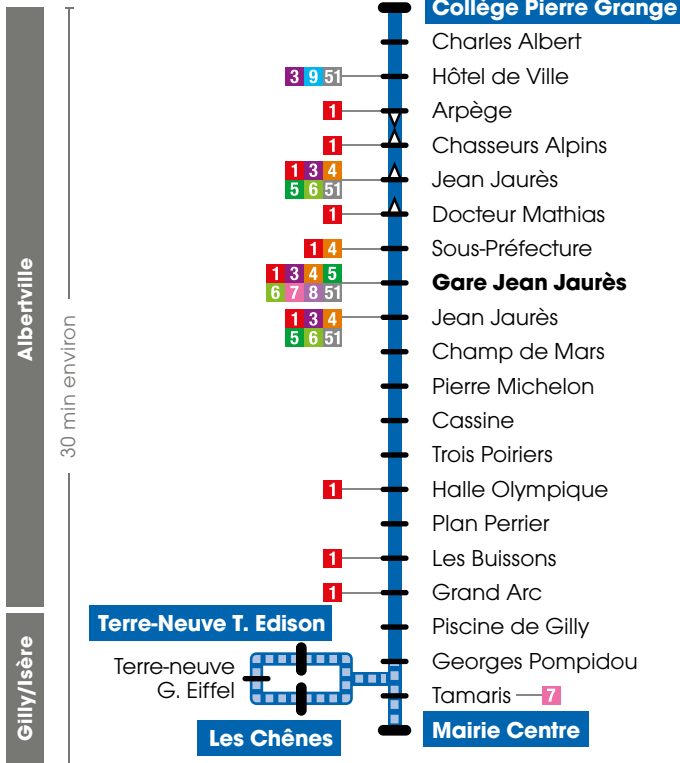 Collège Pierre Grange
Charles Albert
3 9 51 Hôtel de Ville
1 Arpège
1 Chasseurs Alpins
1 3 4
5 6 51
Jean Jaurès
1 Docteur Mathias
1 4 Sous-Préfecture
1 3 4 5
6 7 8 51
Gare Jean Jaurès
1 3 4
5 6 51
Jean Jaurès
Champ de Mars
Pierre Michelon
Cassine
Trois Poiriers
1 Halle Olympique
Plan Perrier
1 Les Buissons
1 Grand Arc
Piscine de Gilly
Georges Pompidou
Tamaris 7
Mairie Centre
Terre-Neuve T. Edison
Terre-neuve
G. Eiffel
Les Chênes
Albertville
Gilly/Isère
30 min environ